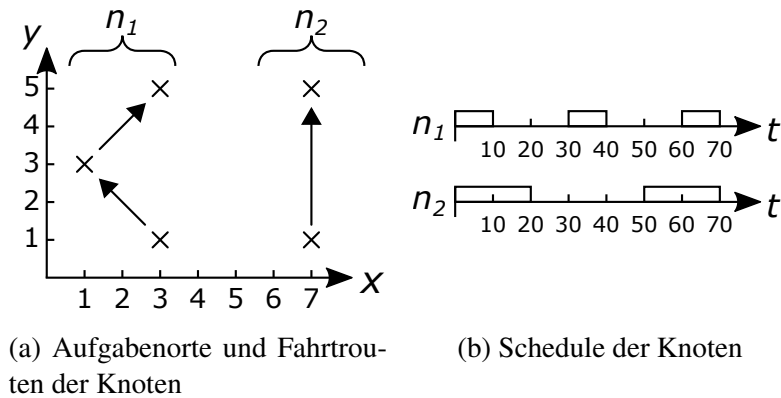 n1 n2
y
5
4
3
2
1
1 2 3 4 5 6 7 x
n1 10 20 30 40 50 60 70 t
n2 10 20 30 40 50 60 70 t
(a) Aufgabenorte und Fahrtrou-
ten der Knoten
(b) Schedule der Knoten